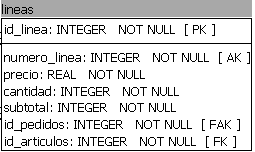 lineas
id_linea: INTEGER NOT NULL [ PK ]
numero_linea: INTEGER NOT NULL [ AK ]
precio: REAL NOT NULL
cantidad: INTEGER NOT NULL
subtotal: INTEGER NOT NULL
id_pedidos: INTEGER NOT NULL [ FAK ]
id_articulos: INTEGER NOT NULL [ FK ]